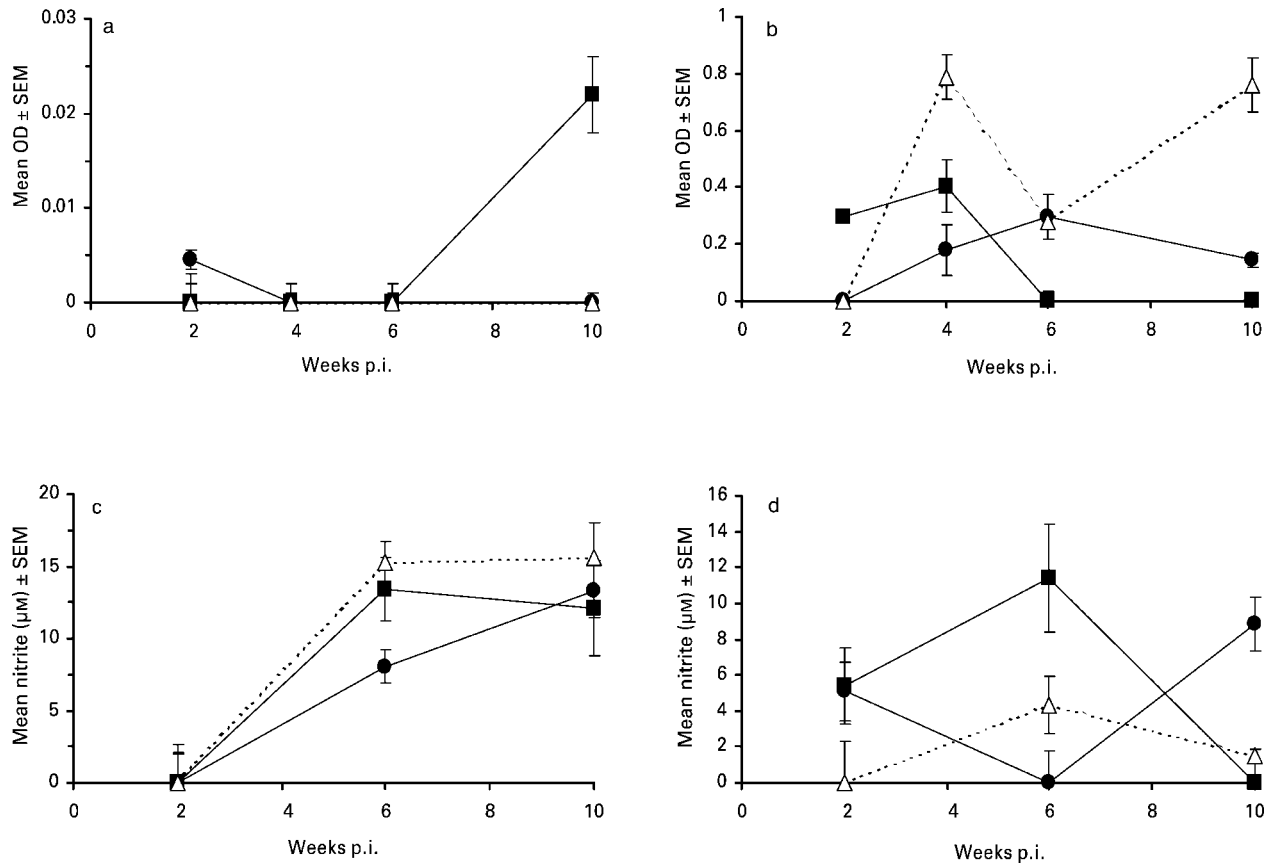 a
Mean OD ± SEM
0.03
0.02
0.01
0
0 2 4 6 8 10
Weeks p.i.
b
Mean OD ± SEM
1
0.8
0.6
0.4
0.2
0
0 2 4 6 8 10
Weeks p.i.
c
Mean nitrite (μM) ± SEM
20
15
10
5
0
0 2 4 6 8 10
Weeks p.i.
d
Mean nitrite (μM) ± SEM
16
14
12
10
8
6
4
2
0
0 2 4 6 8 10
Weeks p.i.